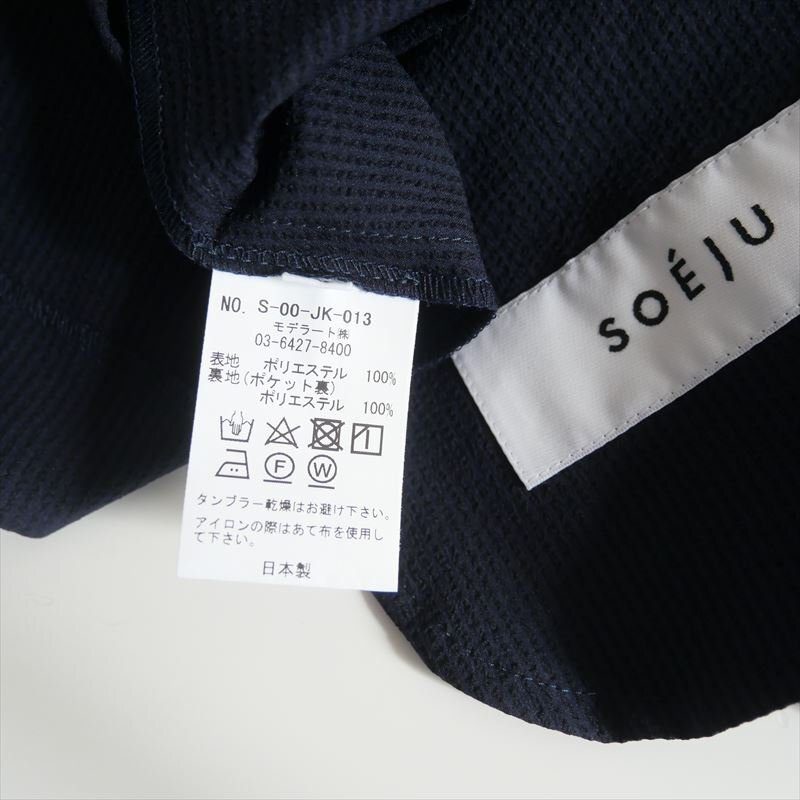 NO. S-00-JK-013
モデラート㈱
03-6427-8400
表地 ポリエステル 100%
裏地(ポケット裏)
ポリエステル 100%
F W
タンブラー乾燥はお避け下さい。
アイロンの際はあて布を使用し
て下さい。
日本製
SOÉJU